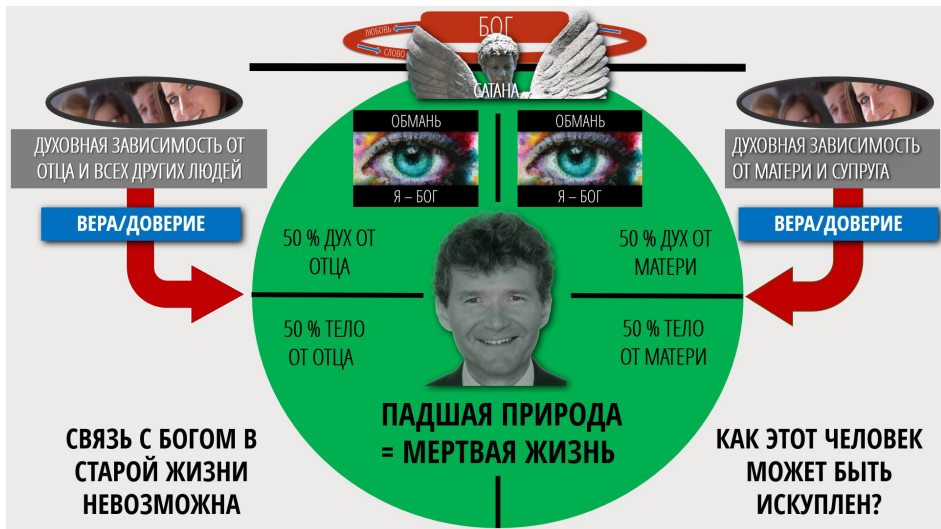 БОГ
ЛЮБОВЬ
СЛОВО
САТАНА
ДУХОВНАЯ ЗАВИСИМОСТЬ ОТ
ОТЦА И ВСЕХ ДРУГИХ ЛЮДЕЙ
ВЕРА/ДОВЕРИЕ
ОБМАНЬ
Я – БОГ
ОБМАНЬ
Я – БОГ
ДУХОВНАЯ ЗАВИСИМОСТЬ
ОТ МАТЕРИ И СУПРУГА
ВЕРА/ДОВЕРИЕ
50 % ДУХ ОТ
ОТЦА
50 % ДУХ ОТ
МАТЕРИ
50 % ТЕЛО
ОТ ОТЦА
50 % ТЕЛО
ОТ МАТЕРИ
ПАДШАЯ ПРИРОДА
= МЕРТВАЯ ЖИЗНЬ
СВЯЗЬ С БОГОМ В
СТАРОЙ ЖИЗНИ
НЕВОЗМОЖНА
КАК ЭТОТ ЧЕЛОВЕК
МОЖЕТ БЫТЬ
ИСКУПЛЕН?